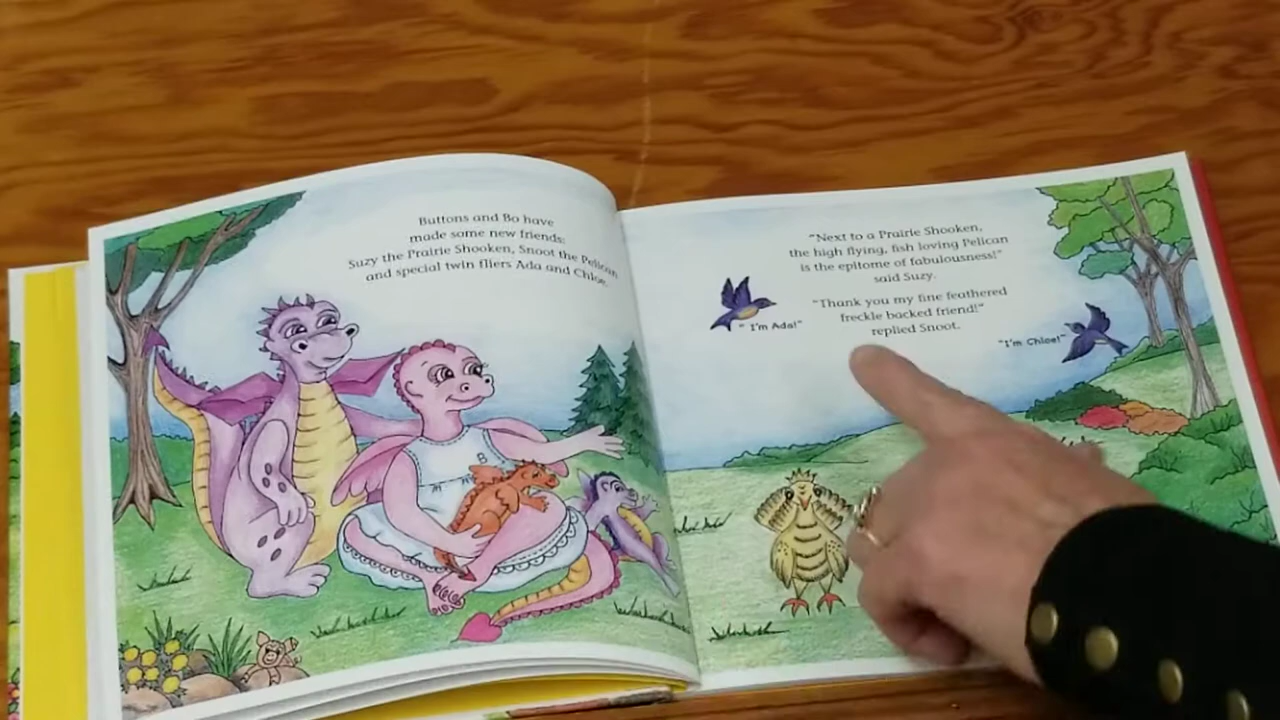 Buttons and Bo have
made some new friends:
Suzy the Prairie Shooken, Snoot the Pelican
and special twin fliers Ada and Chloe.
"Next to a Prairie Shooken,
the high flying, fish loving Pelican
is the epitome of fabulousness!"
said Suzy.
"Thank you my fine feathered
freckle backed friend!"
replied Snoot.
" I'm Ada!"
"I'm Chloe!"
B